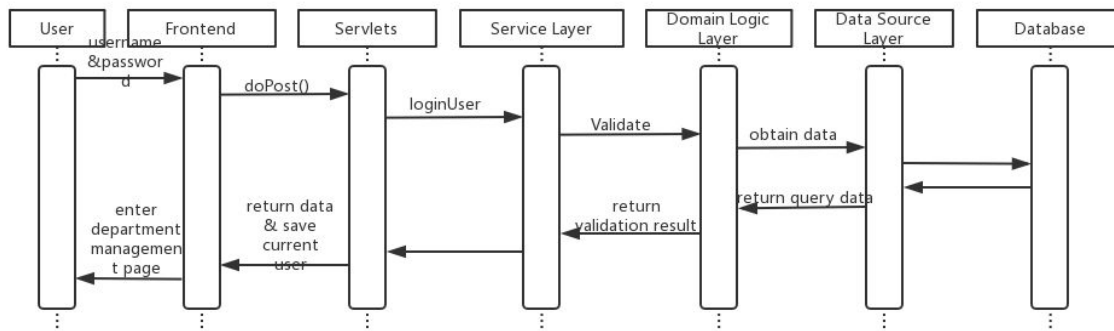 User
Frontend
Servlets
Service Layer
Domain Logic
Layer
Data Source
Layer
Database
username
&passwor
d
doPost()
loginUser
Validate
obtain data
return query data
return
validation result
return data
& save
current
user
enter
department
managemen
t page